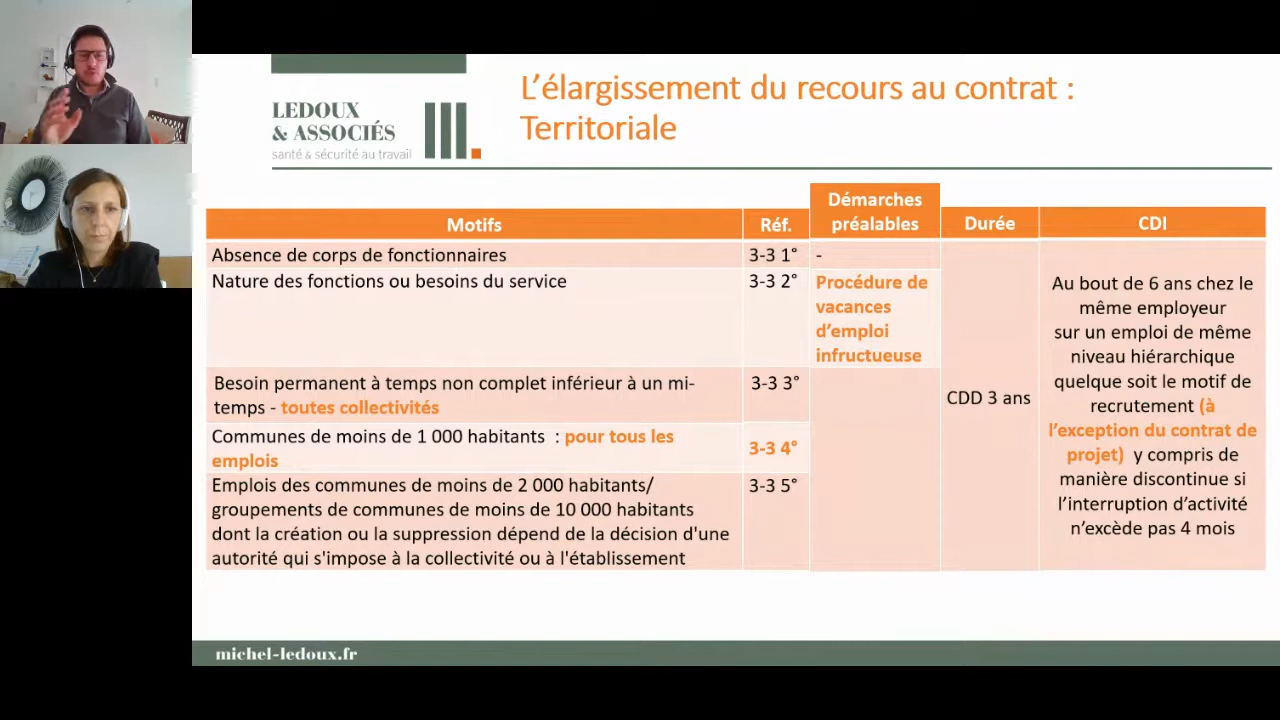 L'élargissement du recours au contrat :
Territoriale
LEDOUX
& ASSOCIÉS
santé & sécurité au travail
Motifs
Réf.
Démarches
préalables
Durée
CDI
Absence de corps de fonctionnaires
3-3 1°
-
Nature des fonctions ou besoins du service
3-3 2°
Procédure de
vacances
d'emploi
infructueuse
Besoin permanent à temps non complet inférieur à un mi-
temps - toutes collectivités
3-3 3°
Communes de moins de 1 000 habitants : pour tous les
emplois
3-3 4°
Emplois des communes de moins de 2 000 habitants/
groupements de communes de moins de 10 000 habitants
dont la création ou la suppression dépend de la décision d'une
autorité qui s'impose à la collectivité ou à l'établissement
3-3 5°
CDD 3 ans
Au bout de 6 ans chez le
même employeur
sur un emploi de même
niveau hiérarchique
quelque soit le motif de
recrutement (à
l'exception du contrat de
projet) y compris de
manière discontinue si
l'interruption d'activité
n'excède pas 4 mois
michel-ledoux.fr